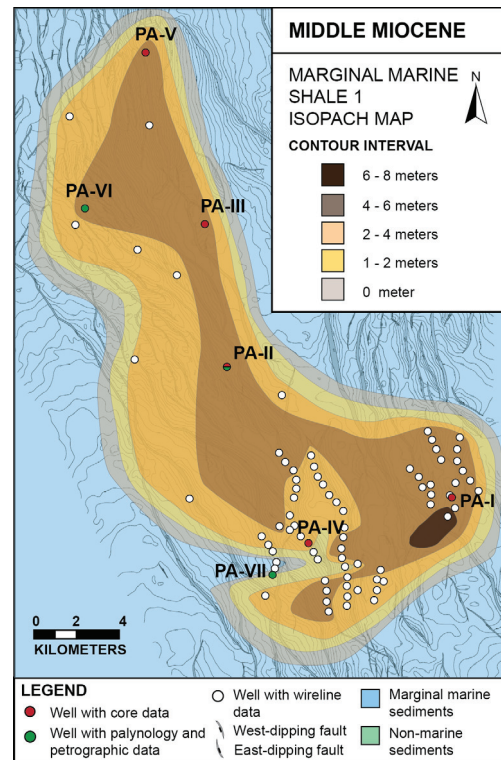 MIDDLE MIOCENE
MARGINAL MARINE
SHALE 1
ISOPACH MAP
N
CONTOUR INTERVAL
6 - 8 meters
4 - 6 meters
2 - 4 meters
1 - 2 meters
0 meter
PA-V
PA-VI
PA-III
PA-II
PA-I
PA-IV
PA-VII
0 2 4
KILOMETERS
LEGEND
Well with core data
Well with palynology and
petrographic data
Well with wireline
data
West-dipping fault
East-dipping fault
Marginal marine
sediments
Non-marine
sediments